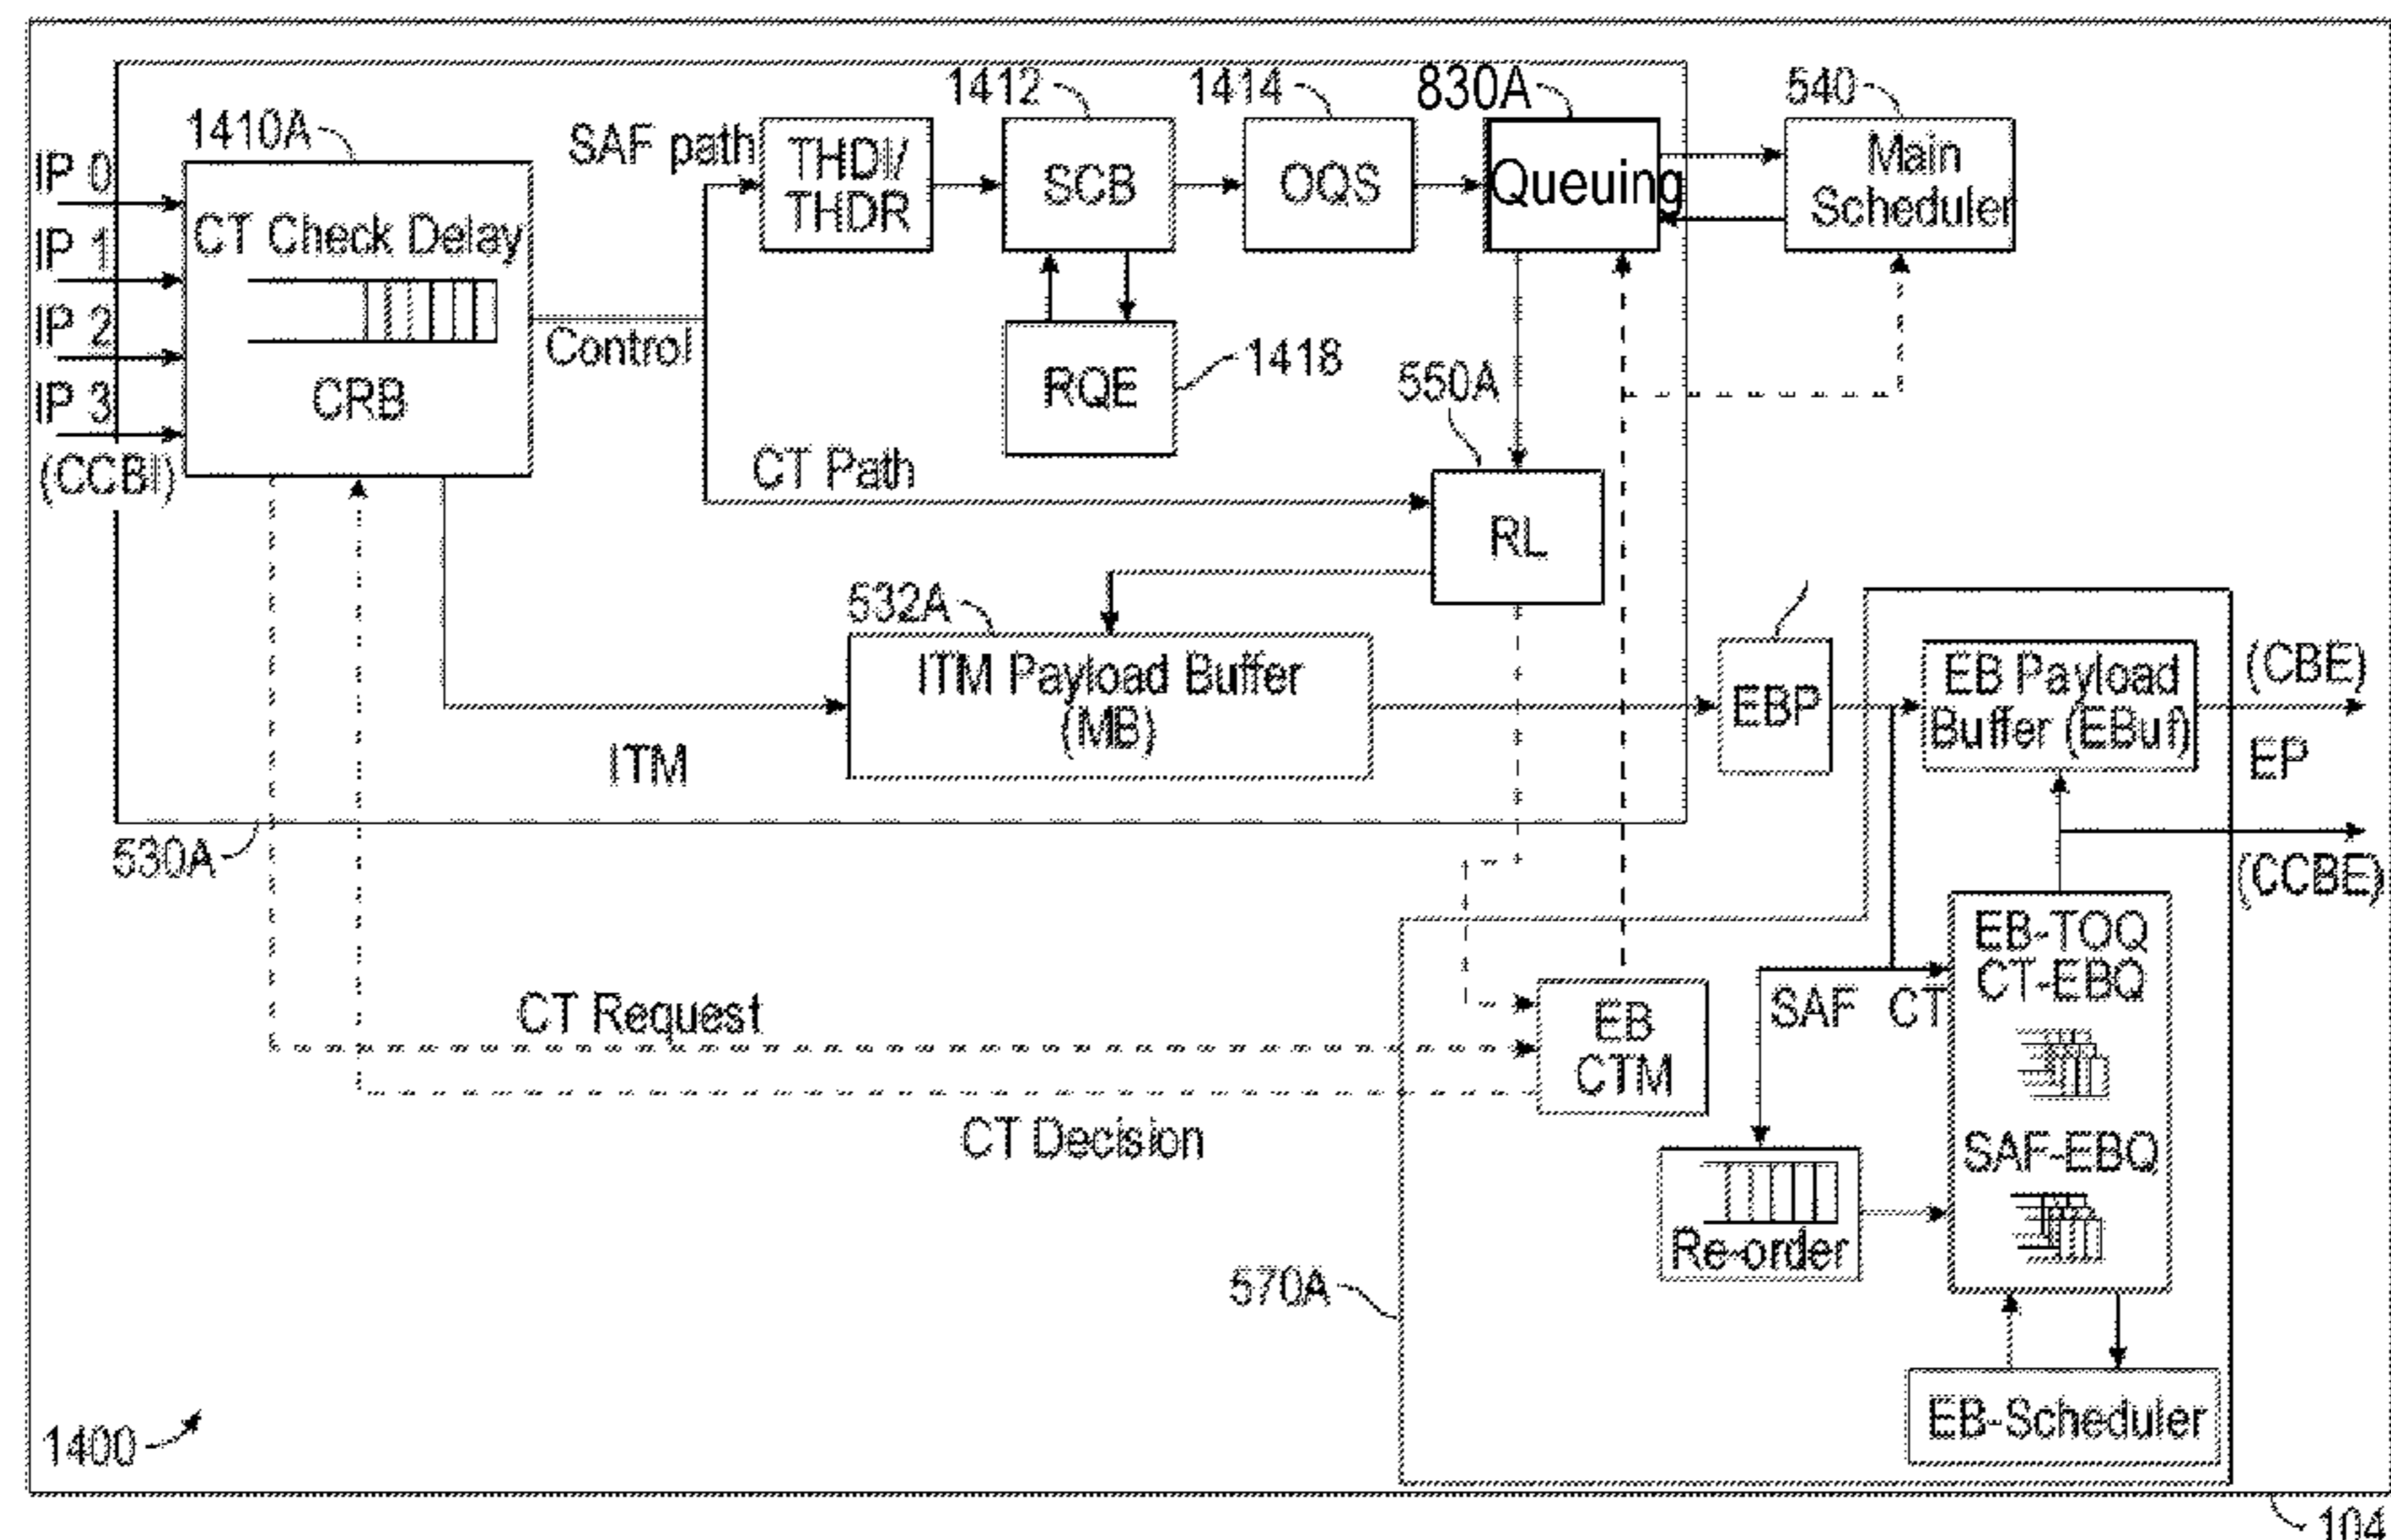 1412
1414
830A
540
1410A
SAF path
THDI/
THDR
SCB
OQS
Queuing
Main
Scheduler
IP 0
IP 1
IP 2
IP 3
(CCBI)
CT Check Delay
CRB
Control
RQE
1418
550A
CT Path
RL
532A
ITM Payload Buffer
(MB)
ITM
EBP
EB Payload
Buffer (EBuf)
(CBE)
EP
(CCBE)
530A
EB-TOQ
CT-EBQ
SAF-EBQ
SAF
CT
CT Request
EB
CTM
CT Decision
Re-order
570A
EB-Scheduler
1400
104